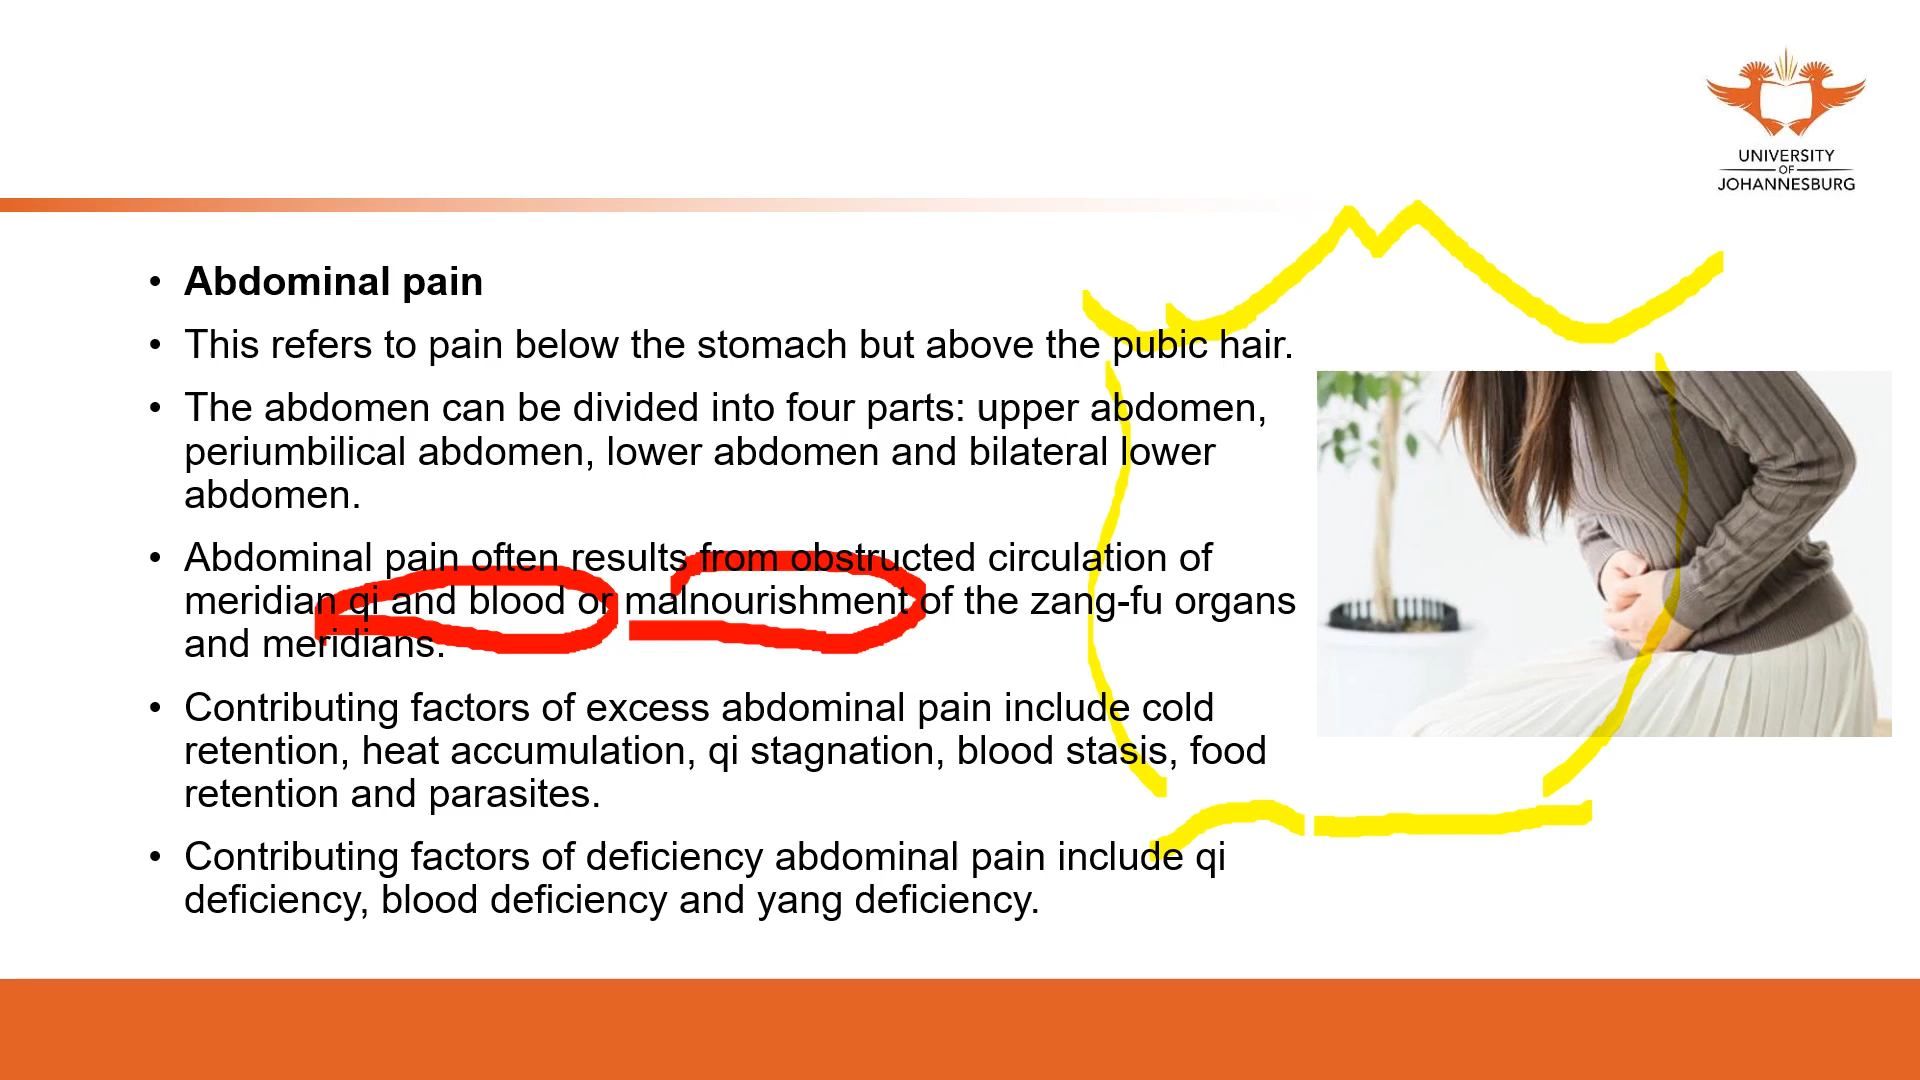 UNIVERSITY
OF
JOHANNESBURG
• Abdominal pain
• This refers to pain below the stomach but above the pubic hair.
• The abdomen can be divided into four parts: upper abdomen,
periumbilical abdomen, lower abdomen and bilateral lower
abdomen.
• Abdominal pain often results from obstructed circulation of
meridian qi and blood or malnourishment of the zang-fu organs
and meridians.
• Contributing factors of excess abdominal pain include cold
retention, heat accumulation, qi stagnation, blood stasis, food
retention and parasites.
• Contributing factors of deficiency abdominal pain include qi
deficiency, blood deficiency and yang deficiency.